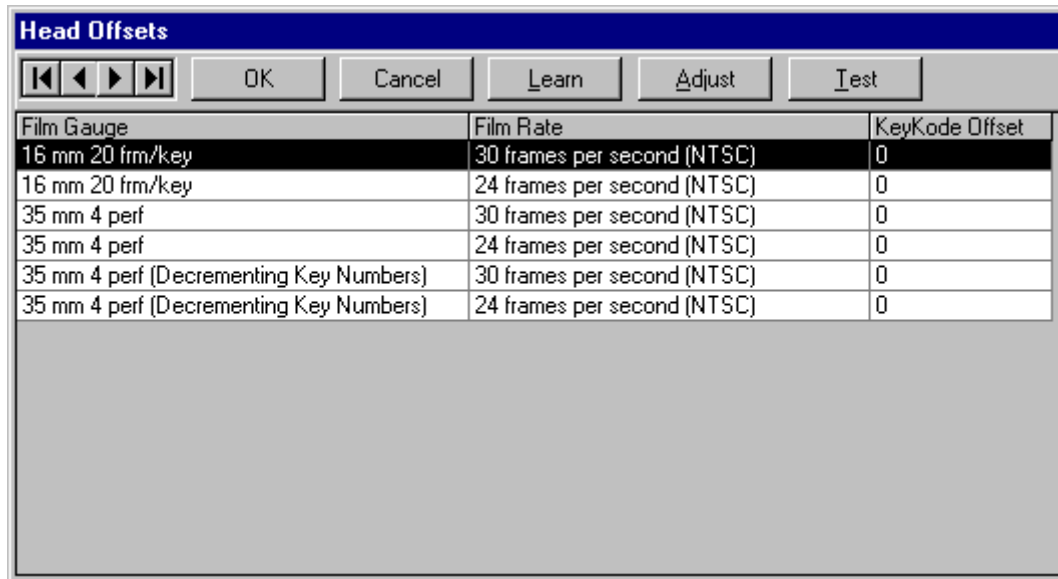 Head Offsets
OK Cancel Learn Adjust Test
Film Gauge Film Rate KeyKode Offset
16 mm 20 frm/key 30 frames per second (NTSC) 0
16 mm 20 frm/key 24 frames per second (NTSC) 0
35 mm 4 perf 30 frames per second (NTSC) 0
35 mm 4 perf 24 frames per second (NTSC) 0
35 mm 4 perf (Decrementing Key Numbers) 30 frames per second (NTSC) 0
35 mm 4 perf (Decrementing Key Numbers) 24 frames per second (NTSC) 0